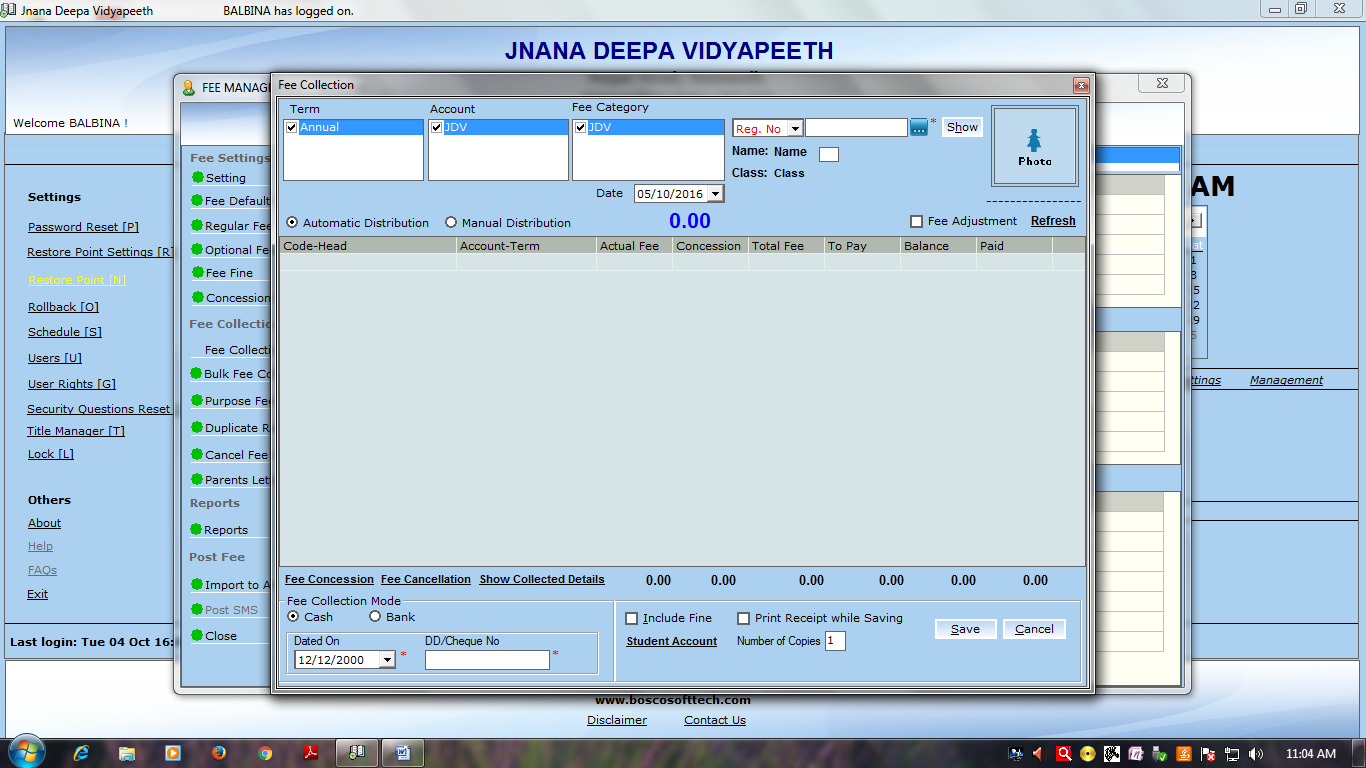 Jnana Deepa Vidyapeeth BALBINA has logged on.
JNANA DEEPA VIDYAPEETH
Welcome BALBINA !
Settings
Password Reset [P]
Restore Point Settings [R]
Restore Point [N]
Rollback [O]
Schedule [S]
Users [U]
User Rights [G]
Security Questions Reset
Title Manager [T]
Lock [L]
Others
About
Help
FAQs
Exit
Last login: Tue 04 Oct 16:
FEE MANAG
Fee Settings
Setting
Fee Default
Regular Fee
Optional Fe
Fee Fine
Concession
Fee Collectio
Fee Collecti
Bulk Fee Co
Purpose Fee
Duplicate R
Cancel Fee
Parents Let
Reports
Reports
Post Fee
Import to A
Post SMS
Close
Fee Collection
Term Account Fee Category
Annual JDV JDV
Reg. No ... * Show
Name: Name
Class: Class
Photo
Date 05/10/2016
Automatic Distribution Manual Distribution 0.00 Fee Adjustment Refresh
Code-Head Account-Term Actual Fee Concession Total Fee To Pay Balance Paid
Fee Concession Fee Cancellation Show Collected Details 0.00 0.00 0.00 0.00 0.00 0.00
Fee Collection Mode
Cash Bank
Dated On DD/Cheque No
12/12/2000 * *
Include Fine Print Receipt while Saving
Student Account Number of Copies 1
Save Cancel
AM
at
1
8
5
2
9
5
ttings Management
www.boscosofttech.com
Disclaimer Contact Us
11:04 AM